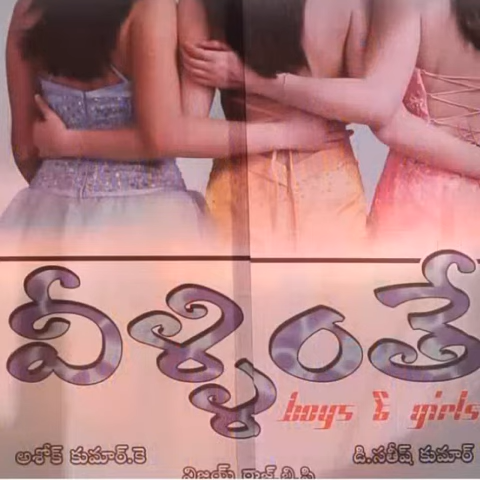 వీళ్ళింతే
boys & girls
అశోక్ కుమార్.కె
డి.సతీష్ కుమార్